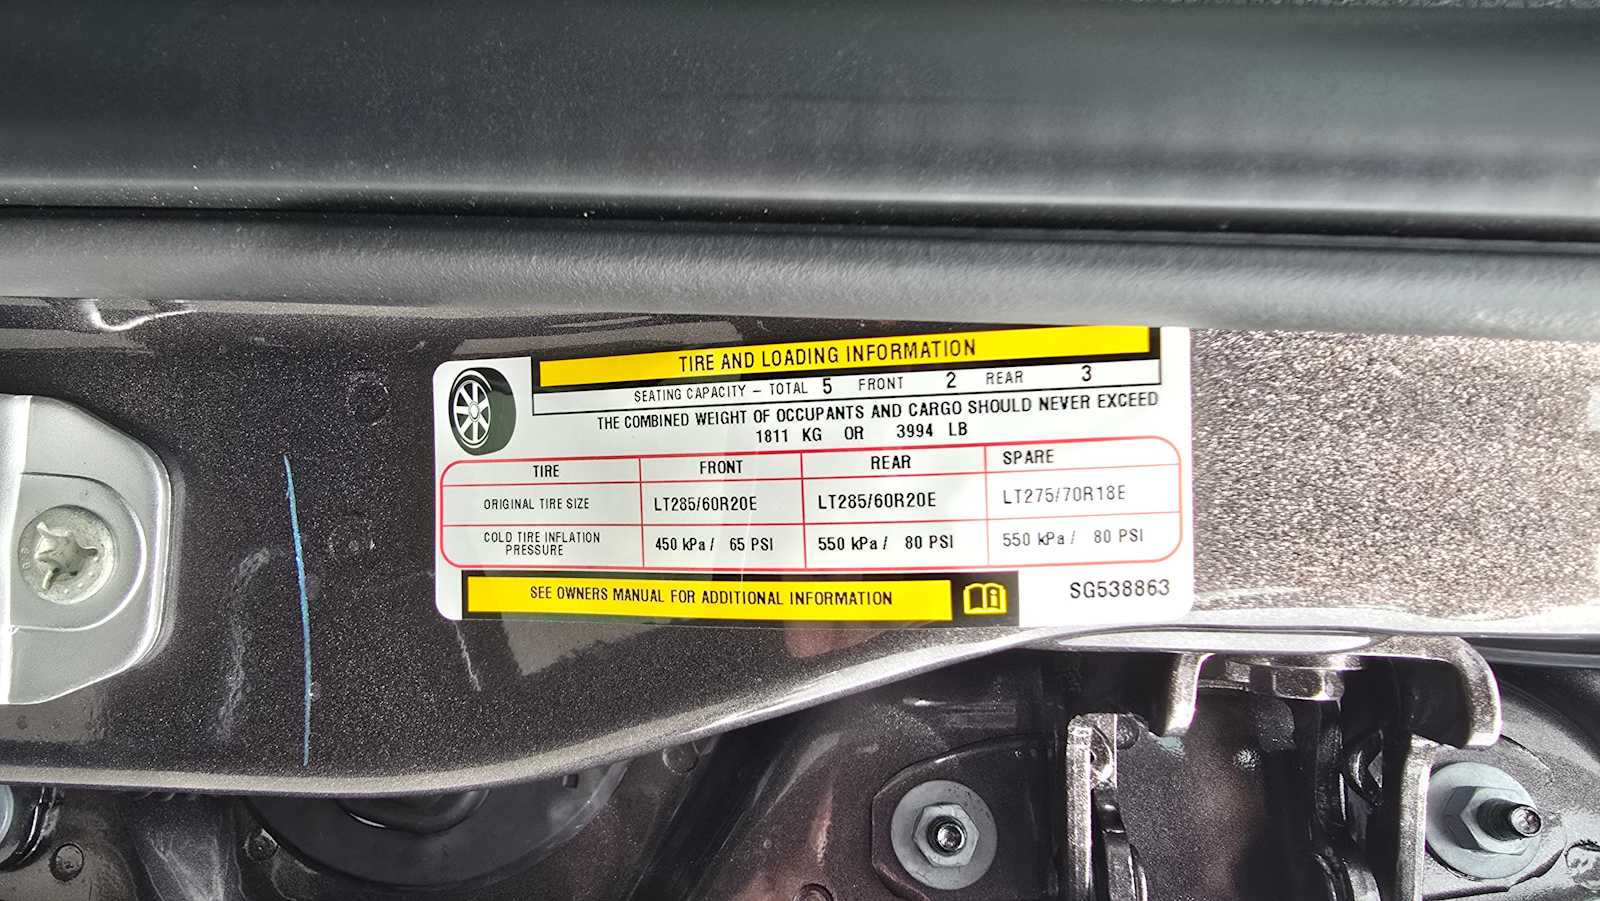 TIRE AND LOADING INFORMATION
SEATING CAPACITY – TOTAL 5 FRONT 2 REAR 3
THE COMBINED WEIGHT OF OCCUPANTS AND CARGO SHOULD NEVER EXCEED
1811 KG OR 3994 LB
TIRE FRONT REAR SPARE
ORIGINAL TIRE SIZE LT285/60R20E LT285/60R20E LT275/70R18E
COLD TIRE INFLATION
PRESSURE 450 kPa / 65 PSI 550 kPa / 80 PSI 550 kPa / 80 PSI
SEE OWNERS MANUAL FOR ADDITIONAL INFORMATION
SG538863